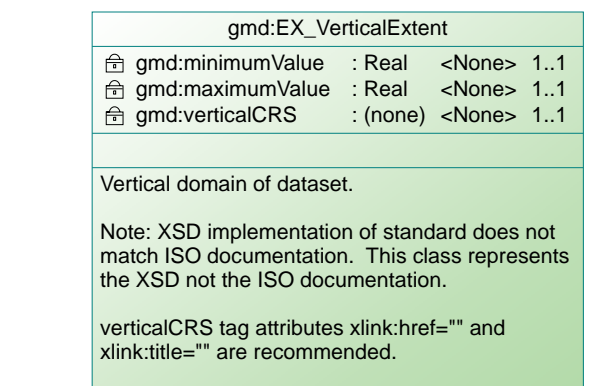 gmd:EX_VerticalExtent
gmd:minimumValue : Real <None> 1..1
gmd:maximumValue : Real <None> 1..1
gmd:verticalCRS : (none) <None> 1..1
Vertical domain of dataset.
Note: XSD implementation of standard does not
match ISO documentation. This class represents
the XSD not the ISO documentation.
verticalCRS tag attributes xlink:href="" and
xlink:title="" are recommended.